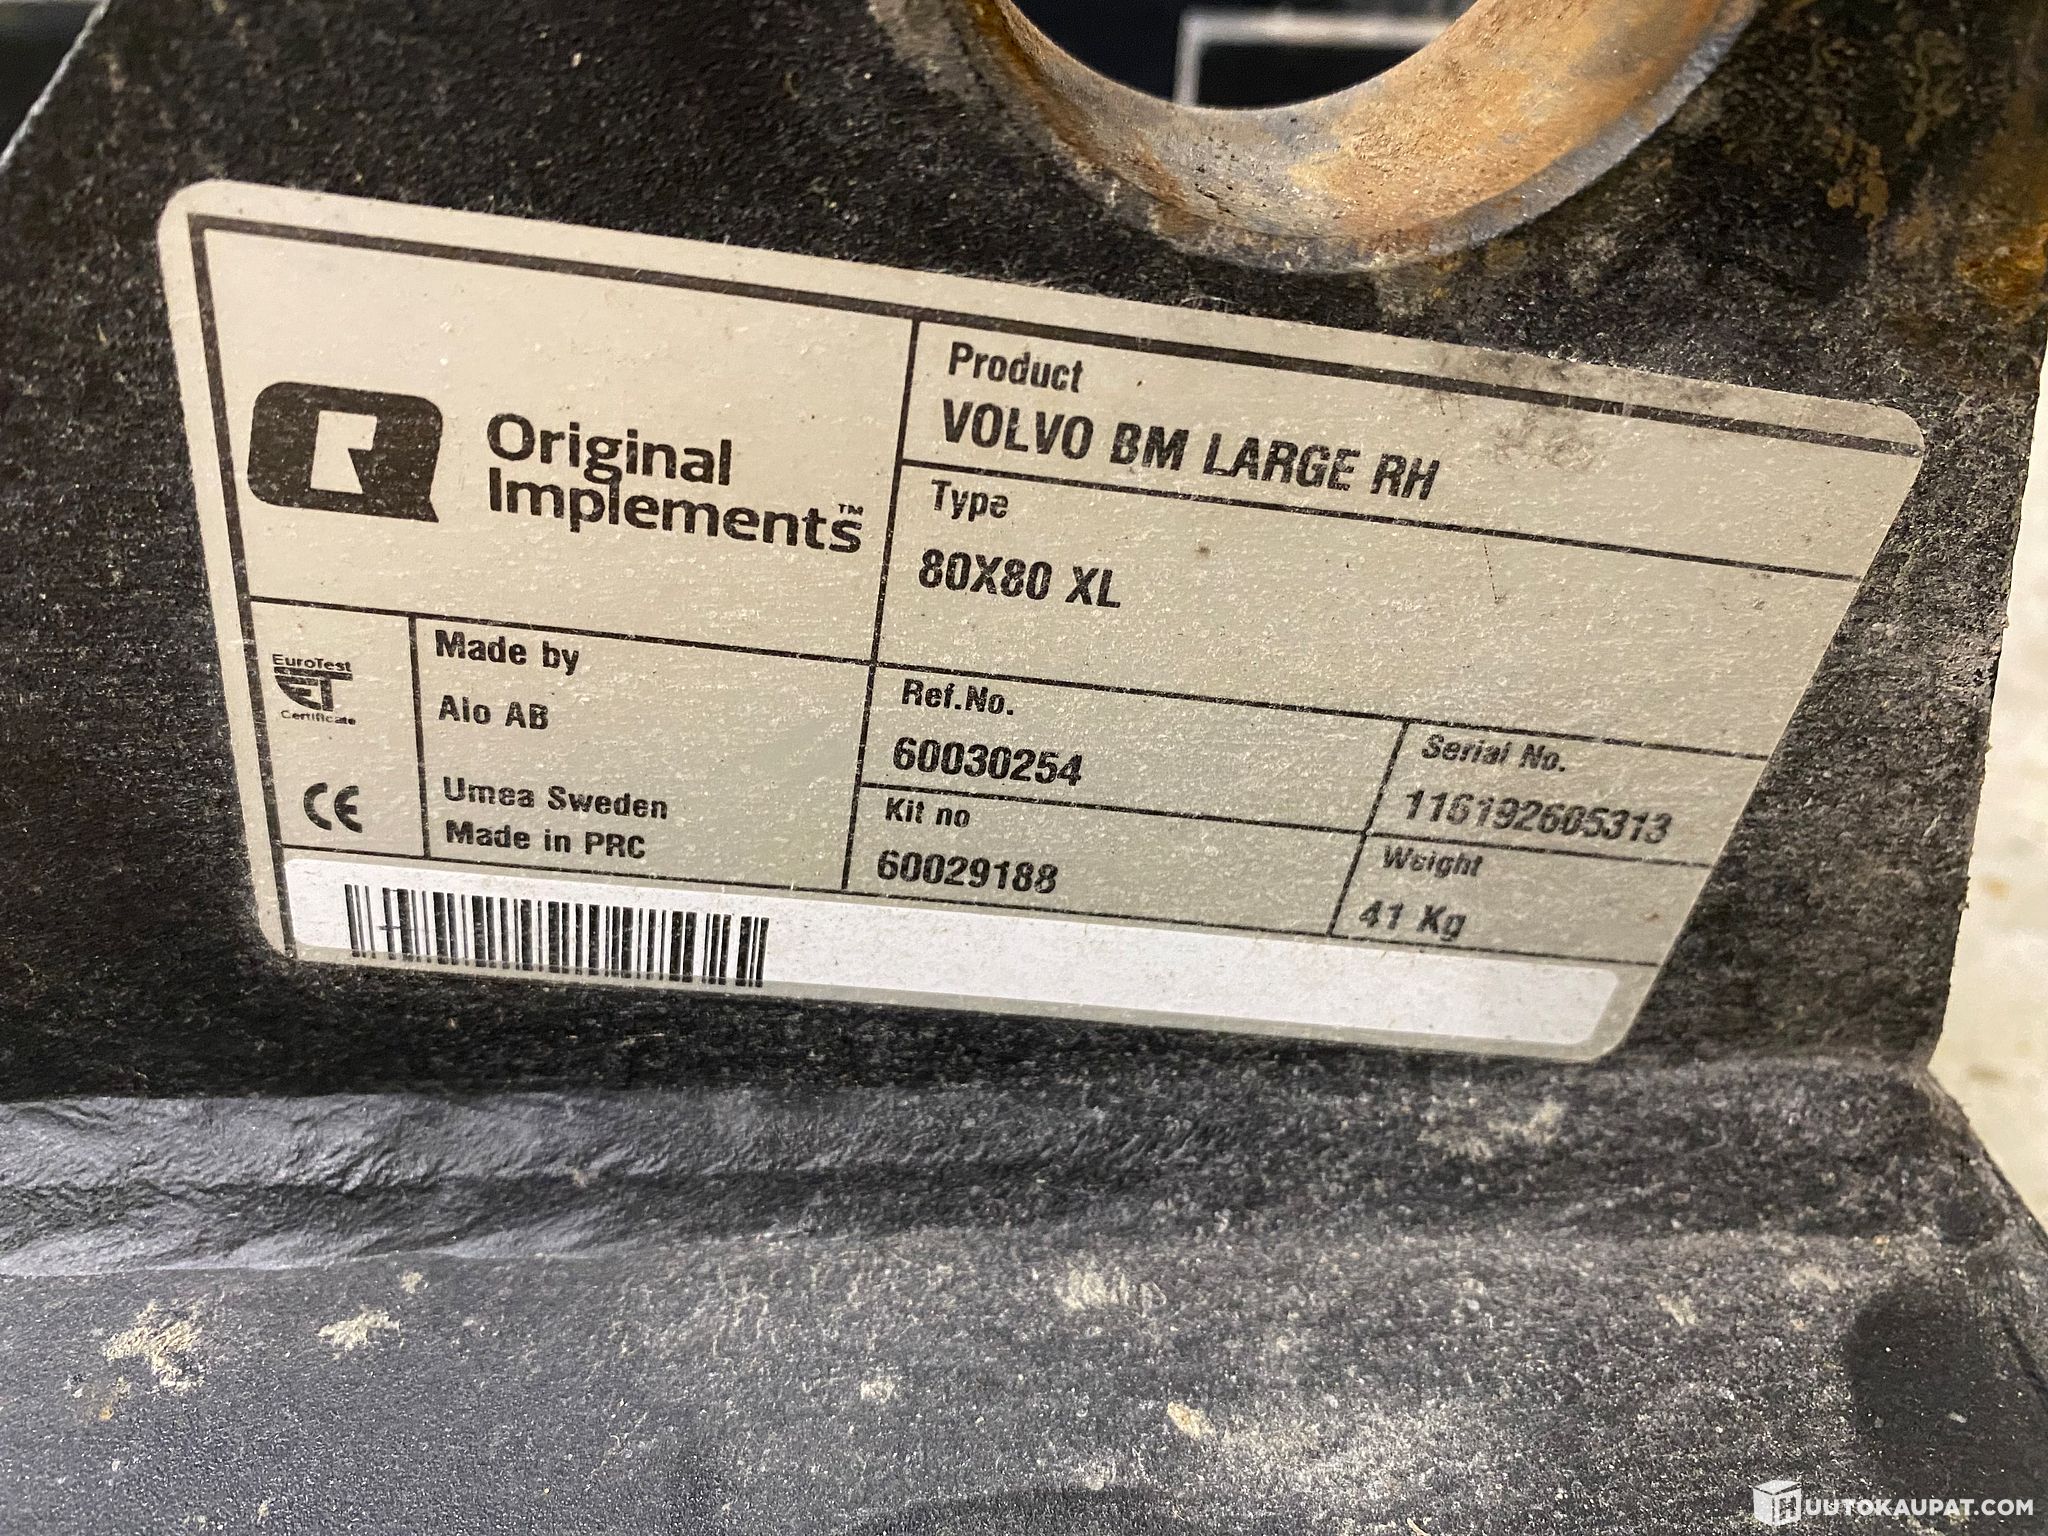 Original
Implements™
Product
VOLVO BM LARGE RH
Type
80X80 XL
EuroTest
ET
Certificate
CE
Made by
Alo AB
Umea Sweden
Made in PRC
Ref.No.
60030254
Serial No.
116192605313
Kit no
60029188
Weight
41 Kg
HUUTOKAUPAT.COM